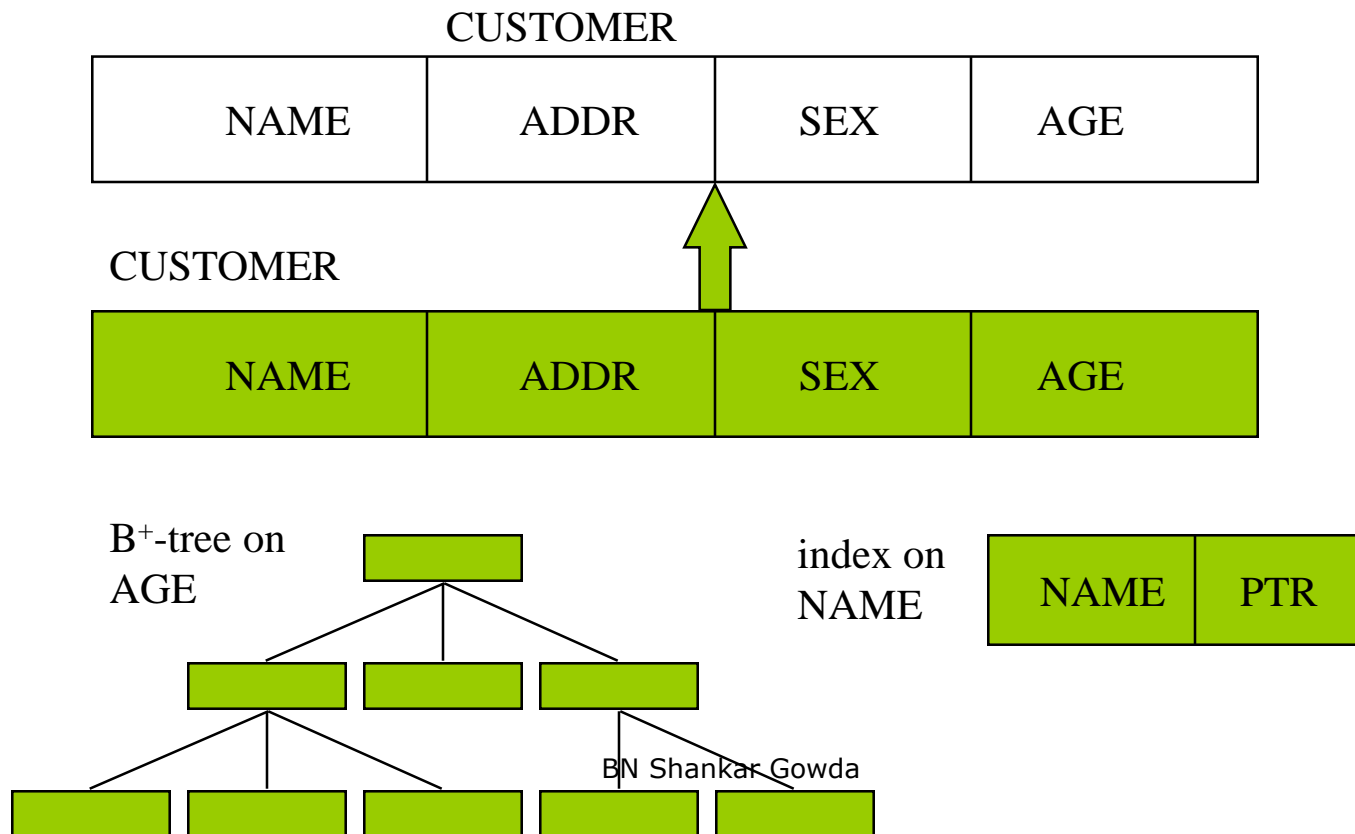 CUSTOMER
NAME ADDR SEX AGE
CUSTOMER
NAME ADDR SEX AGE
B+-tree on
AGE
index on
NAME
NAME PTR
BN Shankar Gowda